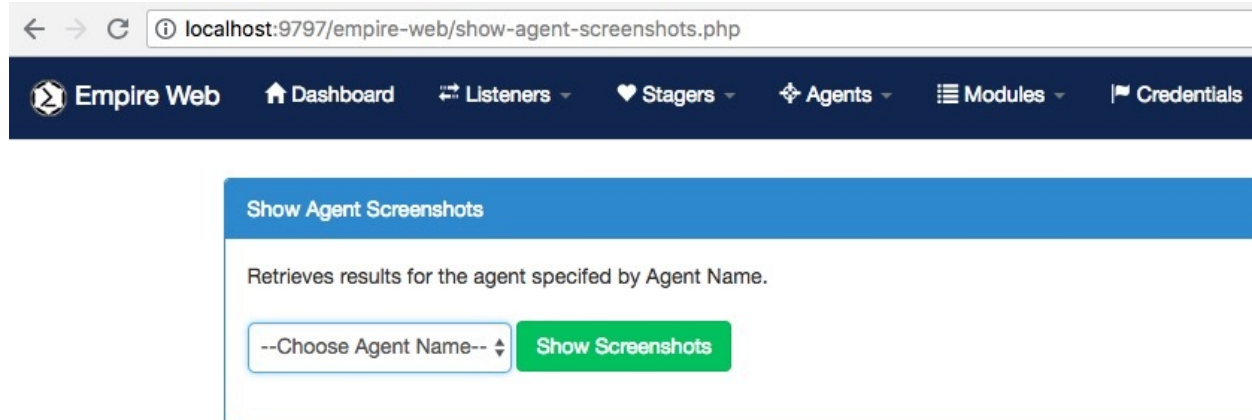 localhost:9797/empire-web/show-agent-screenshots.php
Empire Web Dashboard Listeners Stagers Agents Modules Credentials
Show Agent Screenshots
Retrieves results for the agent specifed by Agent Name.
--Choose Agent Name-- Show Screenshots